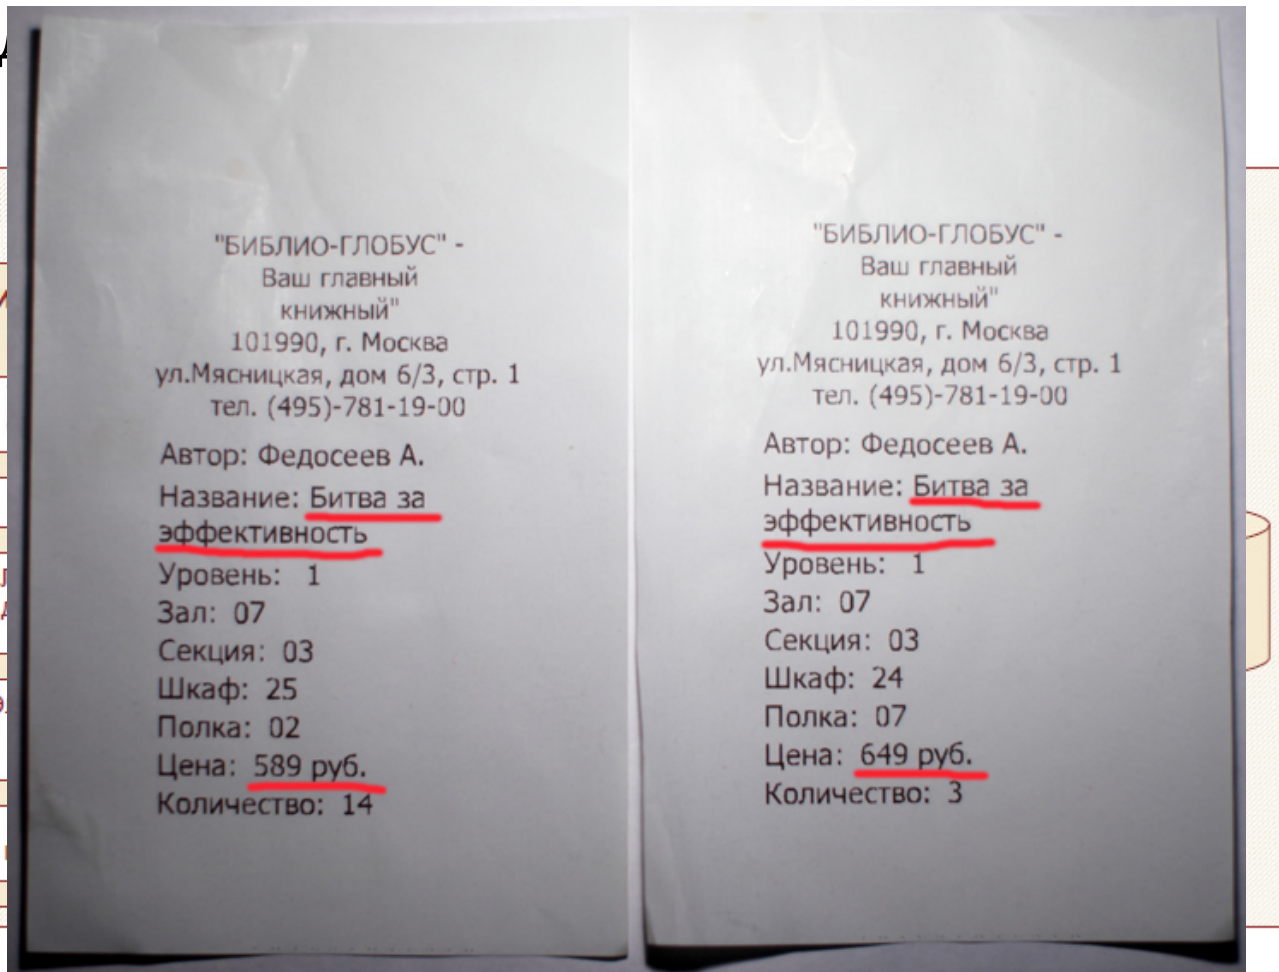 "БИБЛИО-ГЛОБУС" -
Ваш главный
книжный"
101990, г. Москва
ул.Мясницкая, дом 6/3, стр. 1
тел. (495)-781-19-00
Автор: Федосеев А.
Название: Битва за
эффективность
Уровень: 1
Зал: 07
Секция: 03
Шкаф: 25
Полка: 02
Цена: 589 руб.
Количество: 14
"БИБЛИО-ГЛОБУС" -
Ваш главный
книжный"
101990, г. Москва
ул.Мясницкая, дом 6/3, стр. 1
тел. (495)-781-19-00
Автор: Федосеев А.
Название: Битва за
эффективность
Уровень: 1
Зал: 07
Секция: 03
Шкаф: 24
Полка: 07
Цена: 649 руб.
Количество: 3